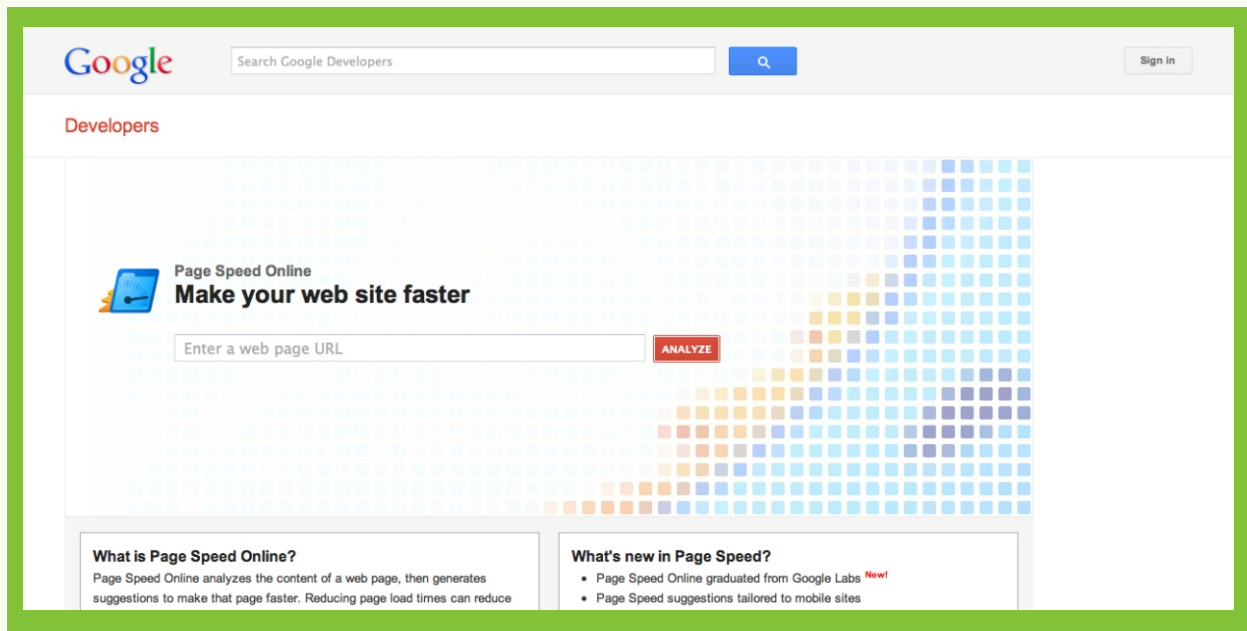 Google
Search Google Developers
Sign in
Developers
Page Speed Online
Make your web site faster
Enter a web page URL
ANALYZE
What is Page Speed Online?
Page Speed Online analyzes the content of a web page, then generates
suggestions to make that page faster. Reducing page load times can reduce
What's new in Page Speed?
• Page Speed Online graduated from Google Labs New!
• Page Speed suggestions tailored to mobile sites